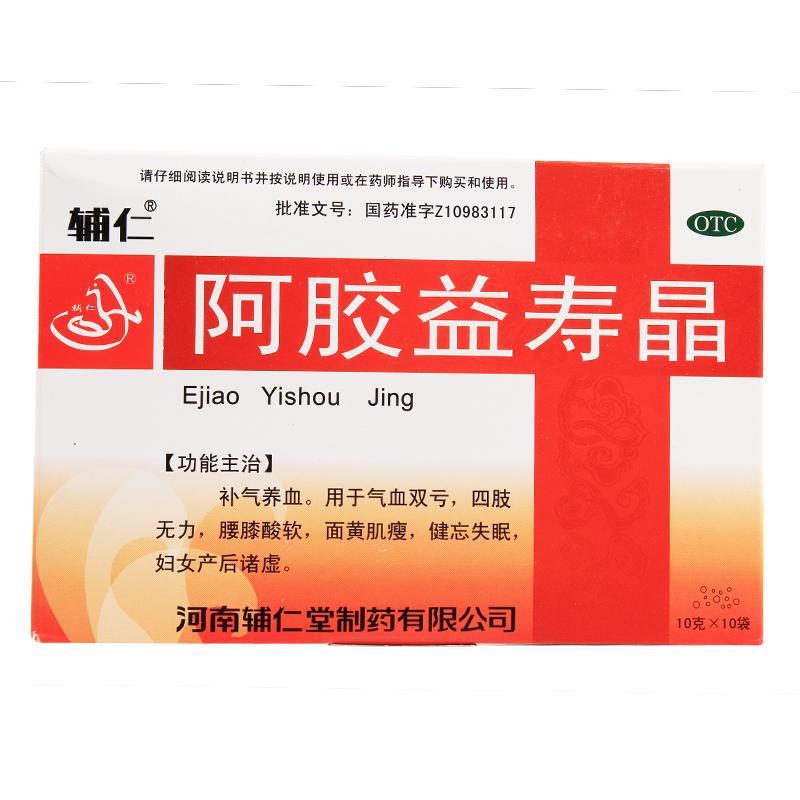 请仔细阅读说明书并按说明使用或在药师指导下购买和使用。
批准文号：国药准字Z10983117
辅仁®
OTC
®
辅仁
阿胶益寿晶
Ejiao Yishou Jing
【功能主治】
补气养血。用于气血双亏，四肢
无力，腰膝酸软，面黄肌瘦，健忘失眠，
妇女产后诸虚。
河南辅仁堂制药有限公司
10克×10袋